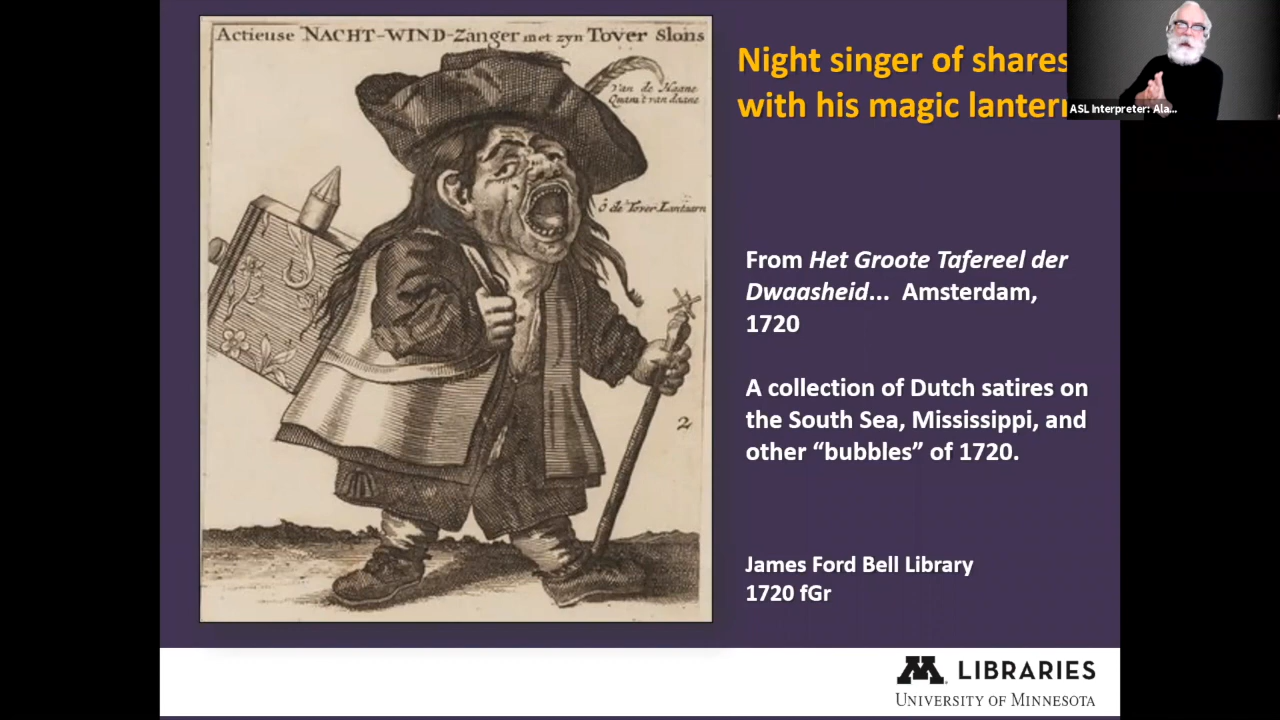 Actieuse NACHT-WIND-Zanger met zyn Tover Slons
Van de Haane
Quam't ran daane
ô de Tover Lantaarn
2
Night singer of shares
with his magic lantern
ASL Interpreter: Ala...
From Het Groote Tafereel der
Dwaasheid... Amsterdam,
1720
A collection of Dutch satires on
the South Sea, Mississippi, and
other “bubbles” of 1720.
James Ford Bell Library
1720 fGr
M LIBRARIES
UNIVERSITY OF MINNESOTA